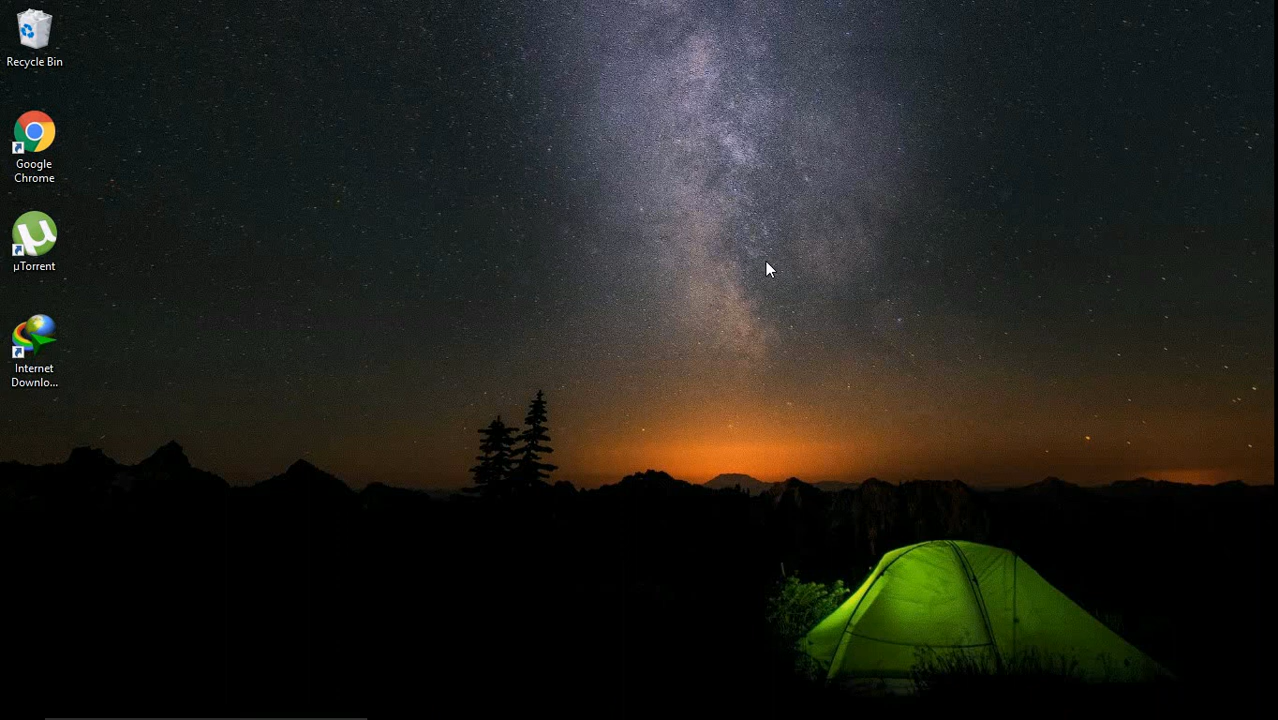 Recycle Bin
Google
Chrome
µTorrent
Internet
Downlo...